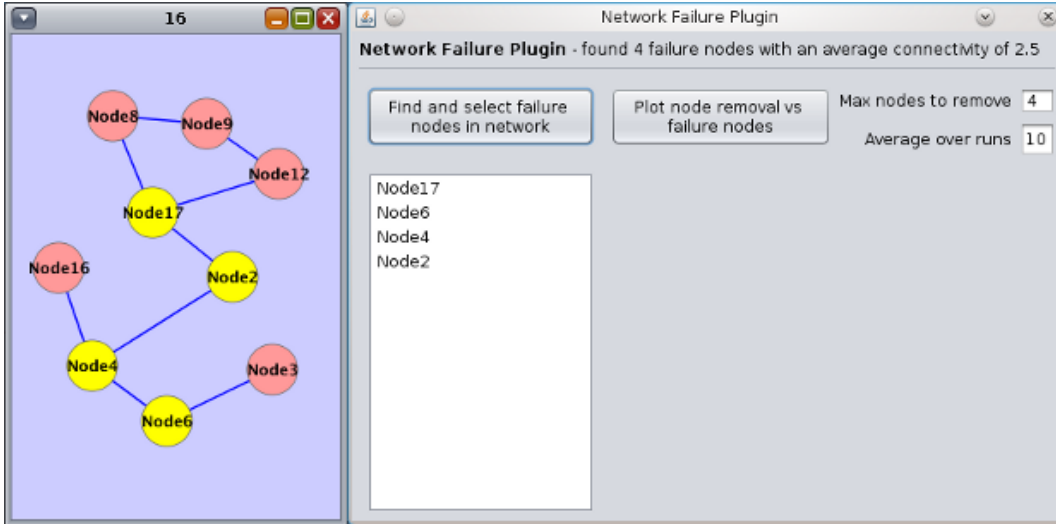 16
Node8
Node9
Node12
Node17
Node16
Node2
Node4
Node3
Node6
Network Failure Plugin
Network Failure Plugin - found 4 failure nodes with an average connectivity of 2.5
Find and select failure
nodes in network
Plot node removal vs
failure nodes
Max nodes to remove 4
Average over runs 10
Node17
Node6
Node4
Node2